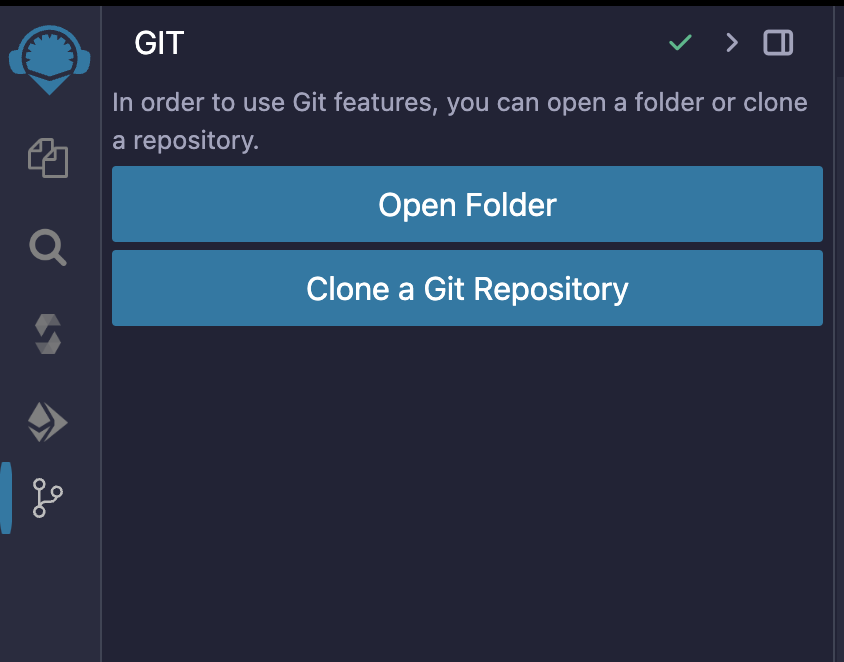 GIT
In order to use Git features, you can open a folder or clone
a repository.
Open Folder
Clone a Git Repository